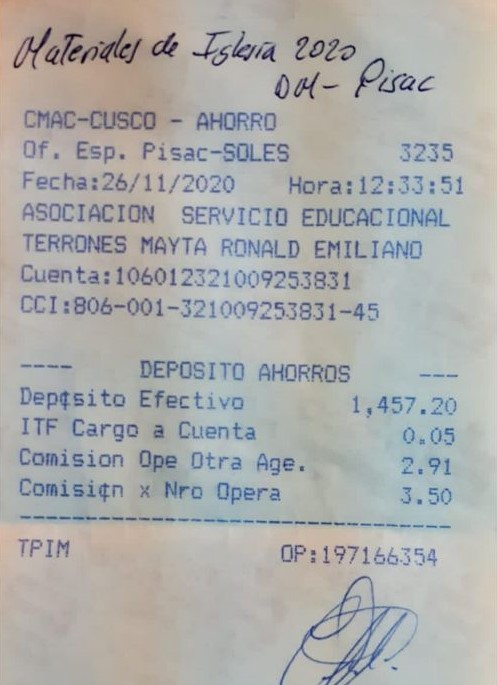 Materiales de Iglesia 2020
DM- Pisac
CMAC-CUSCO - AHORRO
Of. Esp. Pisac-SOLES 3235
Fecha:26/11/2020 Hora:12:33:51
ASOCIACION SERVICIO EDUCACIONAL
TERRONES MAYTA RONALD EMILIANO
Cuenta:106012321009253831
CCI:806-001-321009253831-45
---- DEPOSITO AHORROS ---
Dep¢sito Efectivo 1,457.20
ITF Cargo a Cuenta 0.05
Comision Ope Otra Age. 2.91
Comisi¢n x Nro Opera 3.50
TPIM OP:197166354